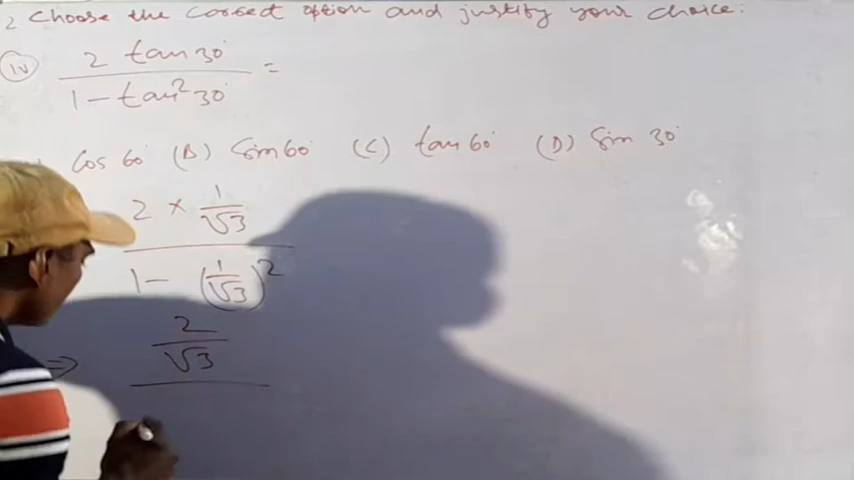 2 Choose the correct option and justify your choice:
(iv) 2 tan 30° / 1 - tan² 30° =
Cos 60° (B) Sin 60° (C) tan 60° (D) Sin 30°
2 × 1/√3
1 - (1/√3)²
⇒ 2/√3